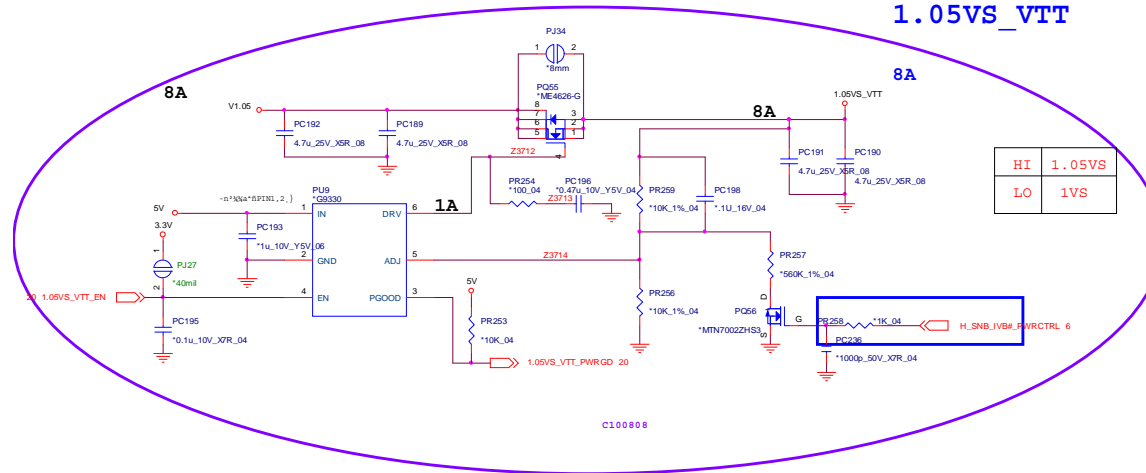 1.05VS_VTT
PJ34
1 2
*8mm
8A
8A
PQ55
*ME4626-G
V1.05
8
7
6
5
3
2
1
4
8A
1.05VS_VTT
PC192
4.7u_25V_X5R_08
PC189
4.7u_25V_X5R_08
PC191
4.7u_25V_X5R_08
PC190
4.7u_25V_X5R_08
HI 1.05VS
LO 1VS
Z3712
PR254
*100_04
Z3713
PC196
*0.47u_10V_Y5V_04
PR259
*10K_1%_04
PC198
*.1U_16V_04
PU9
*G9330
5V
1 IN
DRV 6
1A
3.3V
PC193
*1u_10V_Y5V_06
2 GND
ADJ 5
Z3714
1
PJ27
*40mil
2
4 EN
PGOOD 3
1.05VS_VTT_EN
PC195
*0.1u_10V_X7R_04
5V
PR253
*10K_04
1.05VS_VTT_PWRGD 20
PR256
*10K_1%_04
PR257
*560K_1%_04
D
PQ56
G
S
*MTN7002ZHS3
PR258
*1K_04
H_SNB_IVB#_PWRCTRL 6
PC236
*1000p_50V_X7R_04
C100808